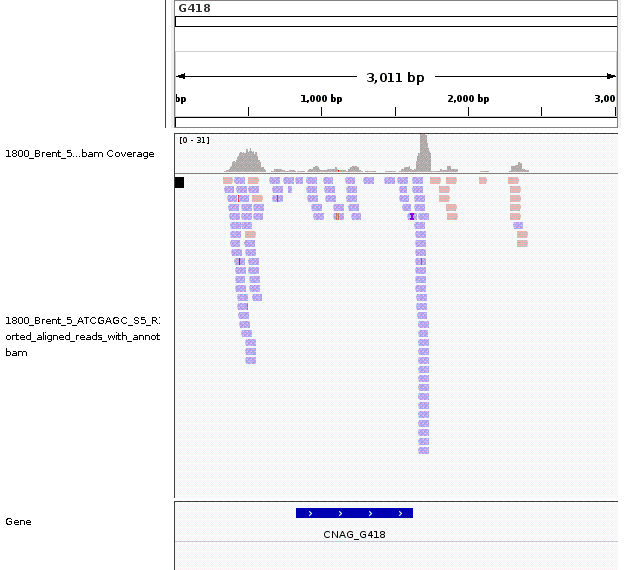 G418
3,011 bp
bp 1,000 bp 2,000 bp 3,00
[0 - 31]
1800_Brent_5...bam Coverage
1800_Brent_5_ATCGAGC_S5_R
orted_aligned_reads_with_annot
bam
Gene
CNAG_G418